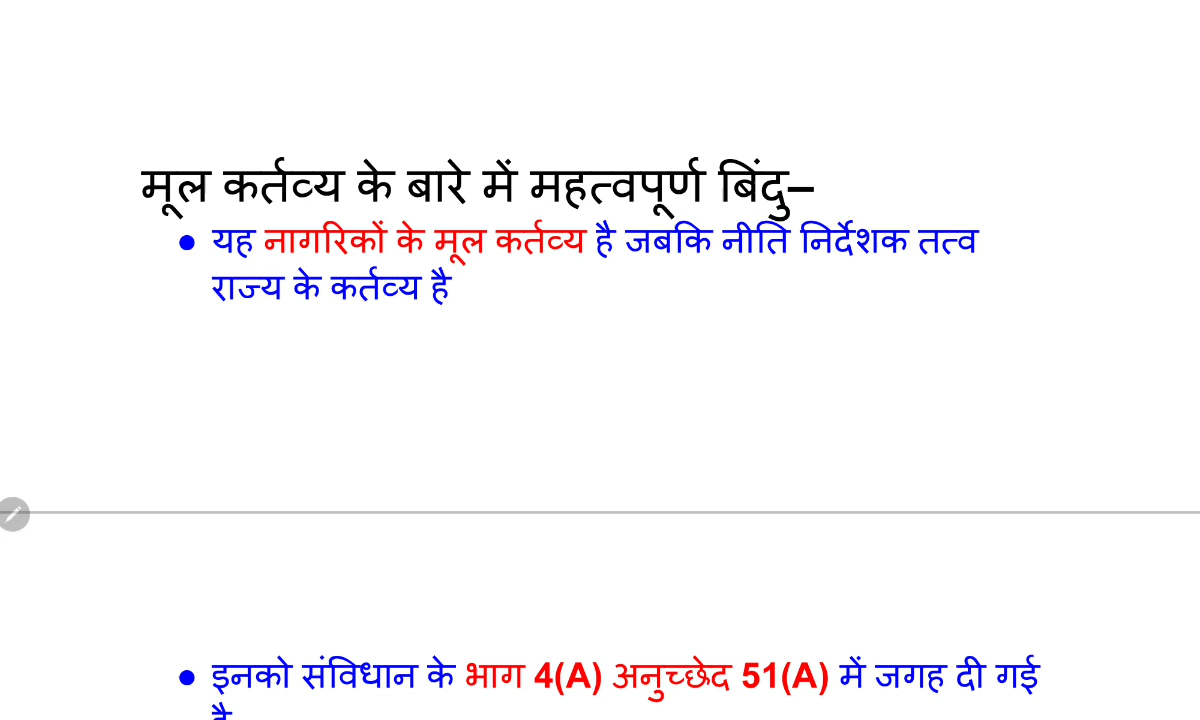 मूल कर्तव्य के बारे में महत्वपूर्ण बिंदु–
● यह नागरिकों के मूल कर्तव्य है जबकि नीति निर्देशक तत्व
राज्य के कर्तव्य है
● इनको संविधान के भाग 4(A) अनुच्छेद 51(A) में जगह दी गई
है